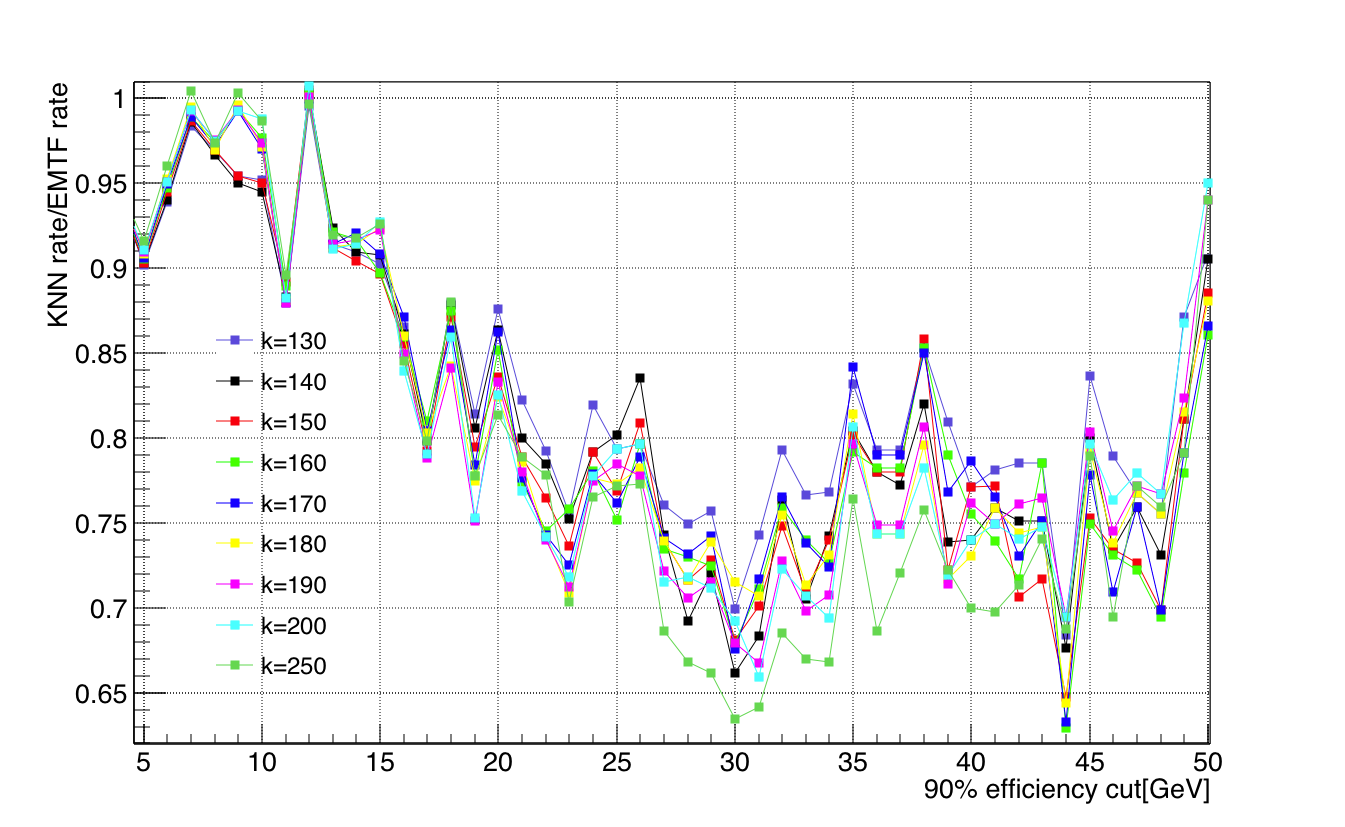 KNN rate/EMTF rate
1
0.95
0.9
0.85
0.8
0.75
0.7
0.65
k=130
k=140
k=150
k=160
k=170
k=180
k=190
k=200
k=250
5 10 15 20 25 30 35 40 45 50
90% efficiency cut[GeV]